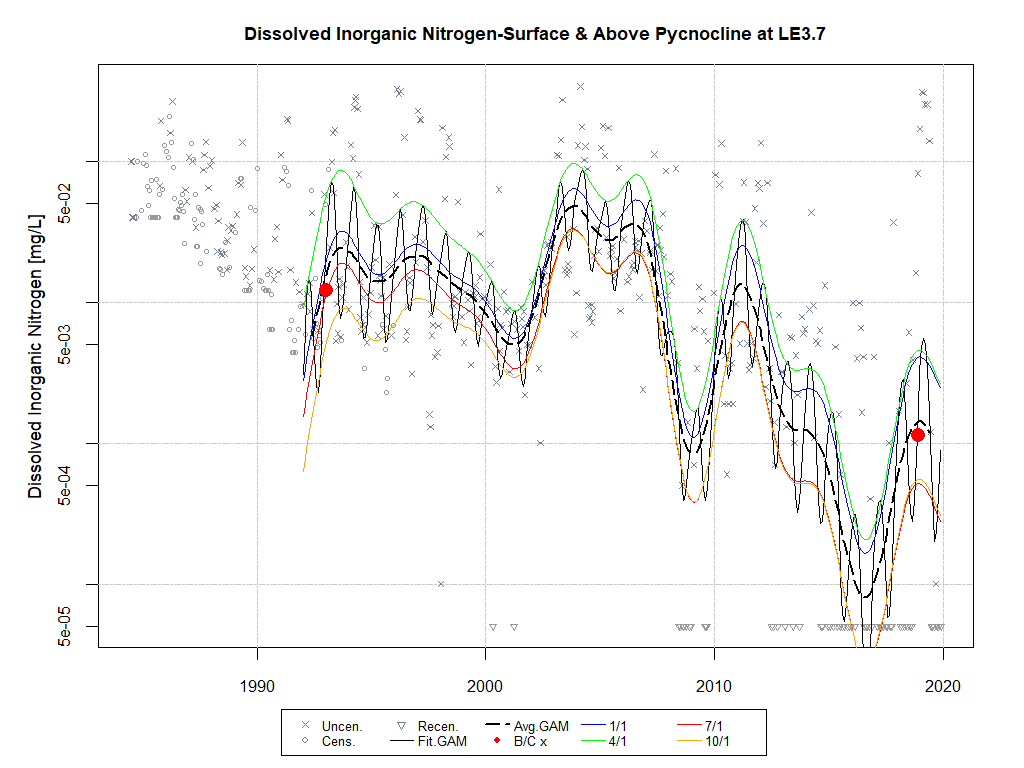 Dissolved Inorganic Nitrogen-Surface & Above Pycnocline at LE3.7
Dissolved Inorganic Nitrogen [mg/L]
5e-02
5e-03
5e-04
5e-05
1990 2000 2010 2020
Uncen. Recen. Avg.GAM 1/1 7/1
Cens. Fit.GAM B/C x 4/1 10/1